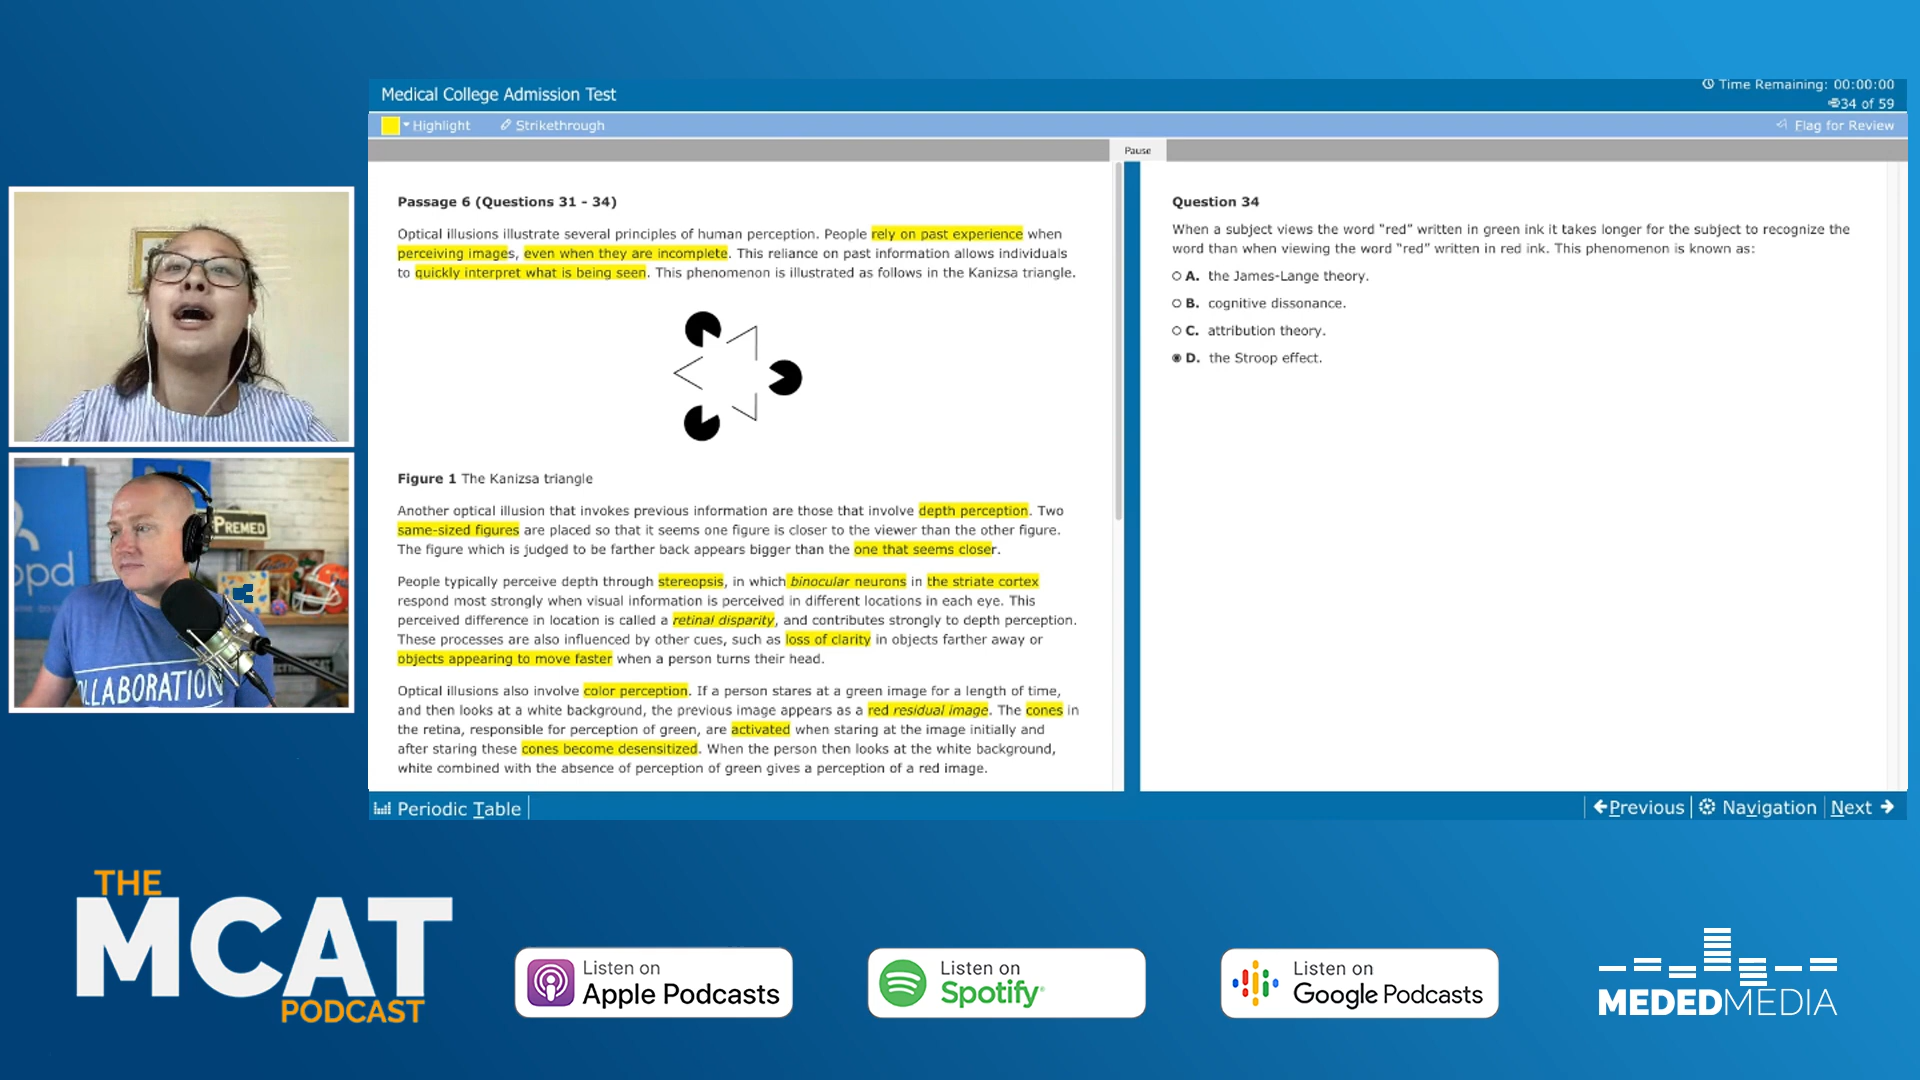 Medical College Admission Test
Time Remaining: 00:00:00
34 of 59
Highlight
Strikethrough
Flag for Review
Pause
Passage 6 (Questions 31 - 34)
Optical illusions illustrate several principles of human perception. People rely on past experience when
perceiving images, even when they are incomplete. This reliance on past information allows individuals
to quickly interpret what is being seen. This phenomenon is illustrated as follows in the Kanizsa triangle.
Figure 1 The Kanizsa triangle
Another optical illusion that invokes previous information are those that involve depth perception. Two
same-sized figures are placed so that it seems one figure is closer to the viewer than the other figure.
The figure which is judged to be farther back appears bigger than the one that seems closer.
People typically perceive depth through stereopsis, in which binocular neurons in the striate cortex
respond most strongly when visual information is perceived in different locations in each eye. This
perceived difference in location is called a retinal disparity, and contributes strongly to depth perception.
These processes are also influenced by other cues, such as loss of clarity in objects farther away or
objects appearing to move faster when a person turns their head.
Optical illusions also involve color perception. If a person stares at a green image for a length of time,
and then looks at a white background, the previous image appears as a red residual image. The cones in
the retina, responsible for perception of green, are activated when staring at the image initially and
after staring these cones become desensitized. When the person then looks at the white background,
white combined with the absence of perception of green gives a perception of a red image.
Question 34
When a subject views the word “red” written in green ink it takes longer for the subject to recognize the
word than when viewing the word “red” written in red ink. This phenomenon is known as:
A. the James-Lange theory.
B. cognitive dissonance.
C. attribution theory.
D. the Stroop effect.
Periodic Table
Previous
Navigation
Next
PREMED
ppd
LLABORATION
THE
MCAT
PODCAST
Listen on
Apple Podcasts
Listen on
Spotify
Listen on
Google Podcasts
MEDEDMEDIA